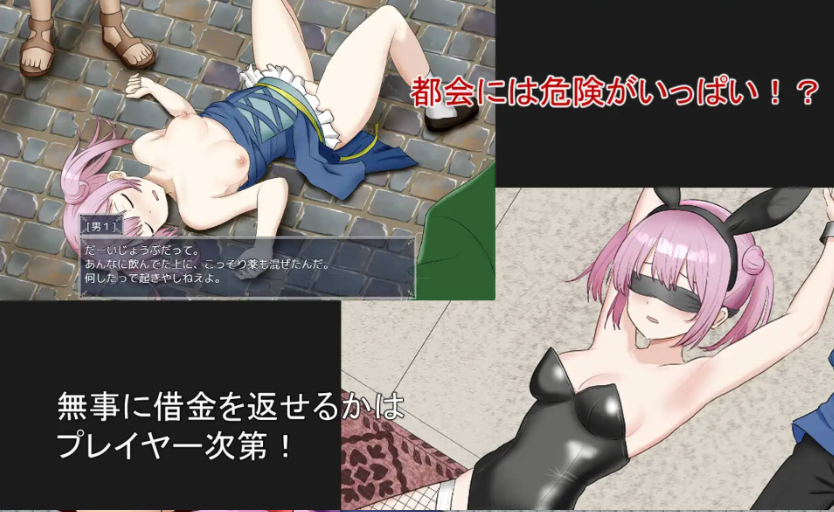 都会には危険がいっぱい！？
[男１]
だーいじょうぶだって。
あんなに飲んでた上に、こっそり薬も混ぜたんだ。
何したって起きやしねえよ。
無事に借金を返せるかは
プレイヤー次第！